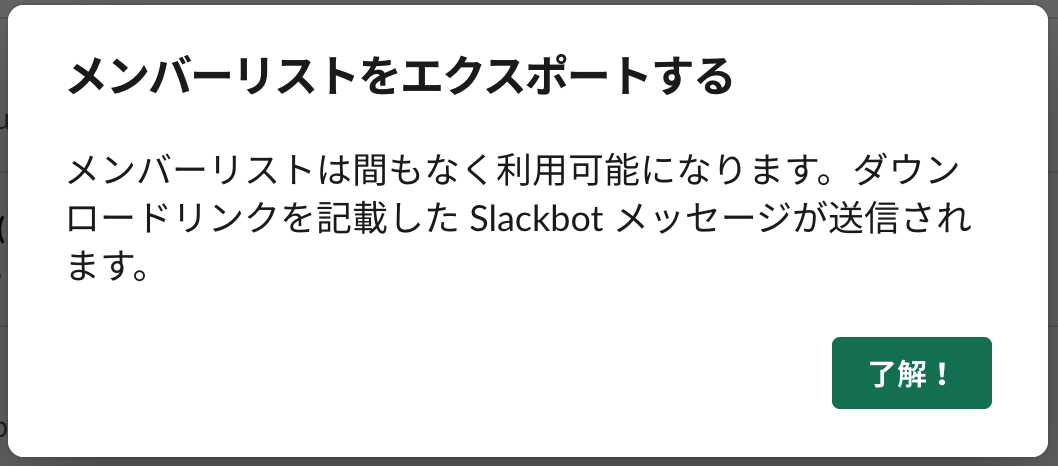 メンバーリストをエクスポートする
メンバーリストは間もなく利用可能になります。ダウン
ロードリンクを記載した Slackbot メッセージが送信され
ます。
了解！